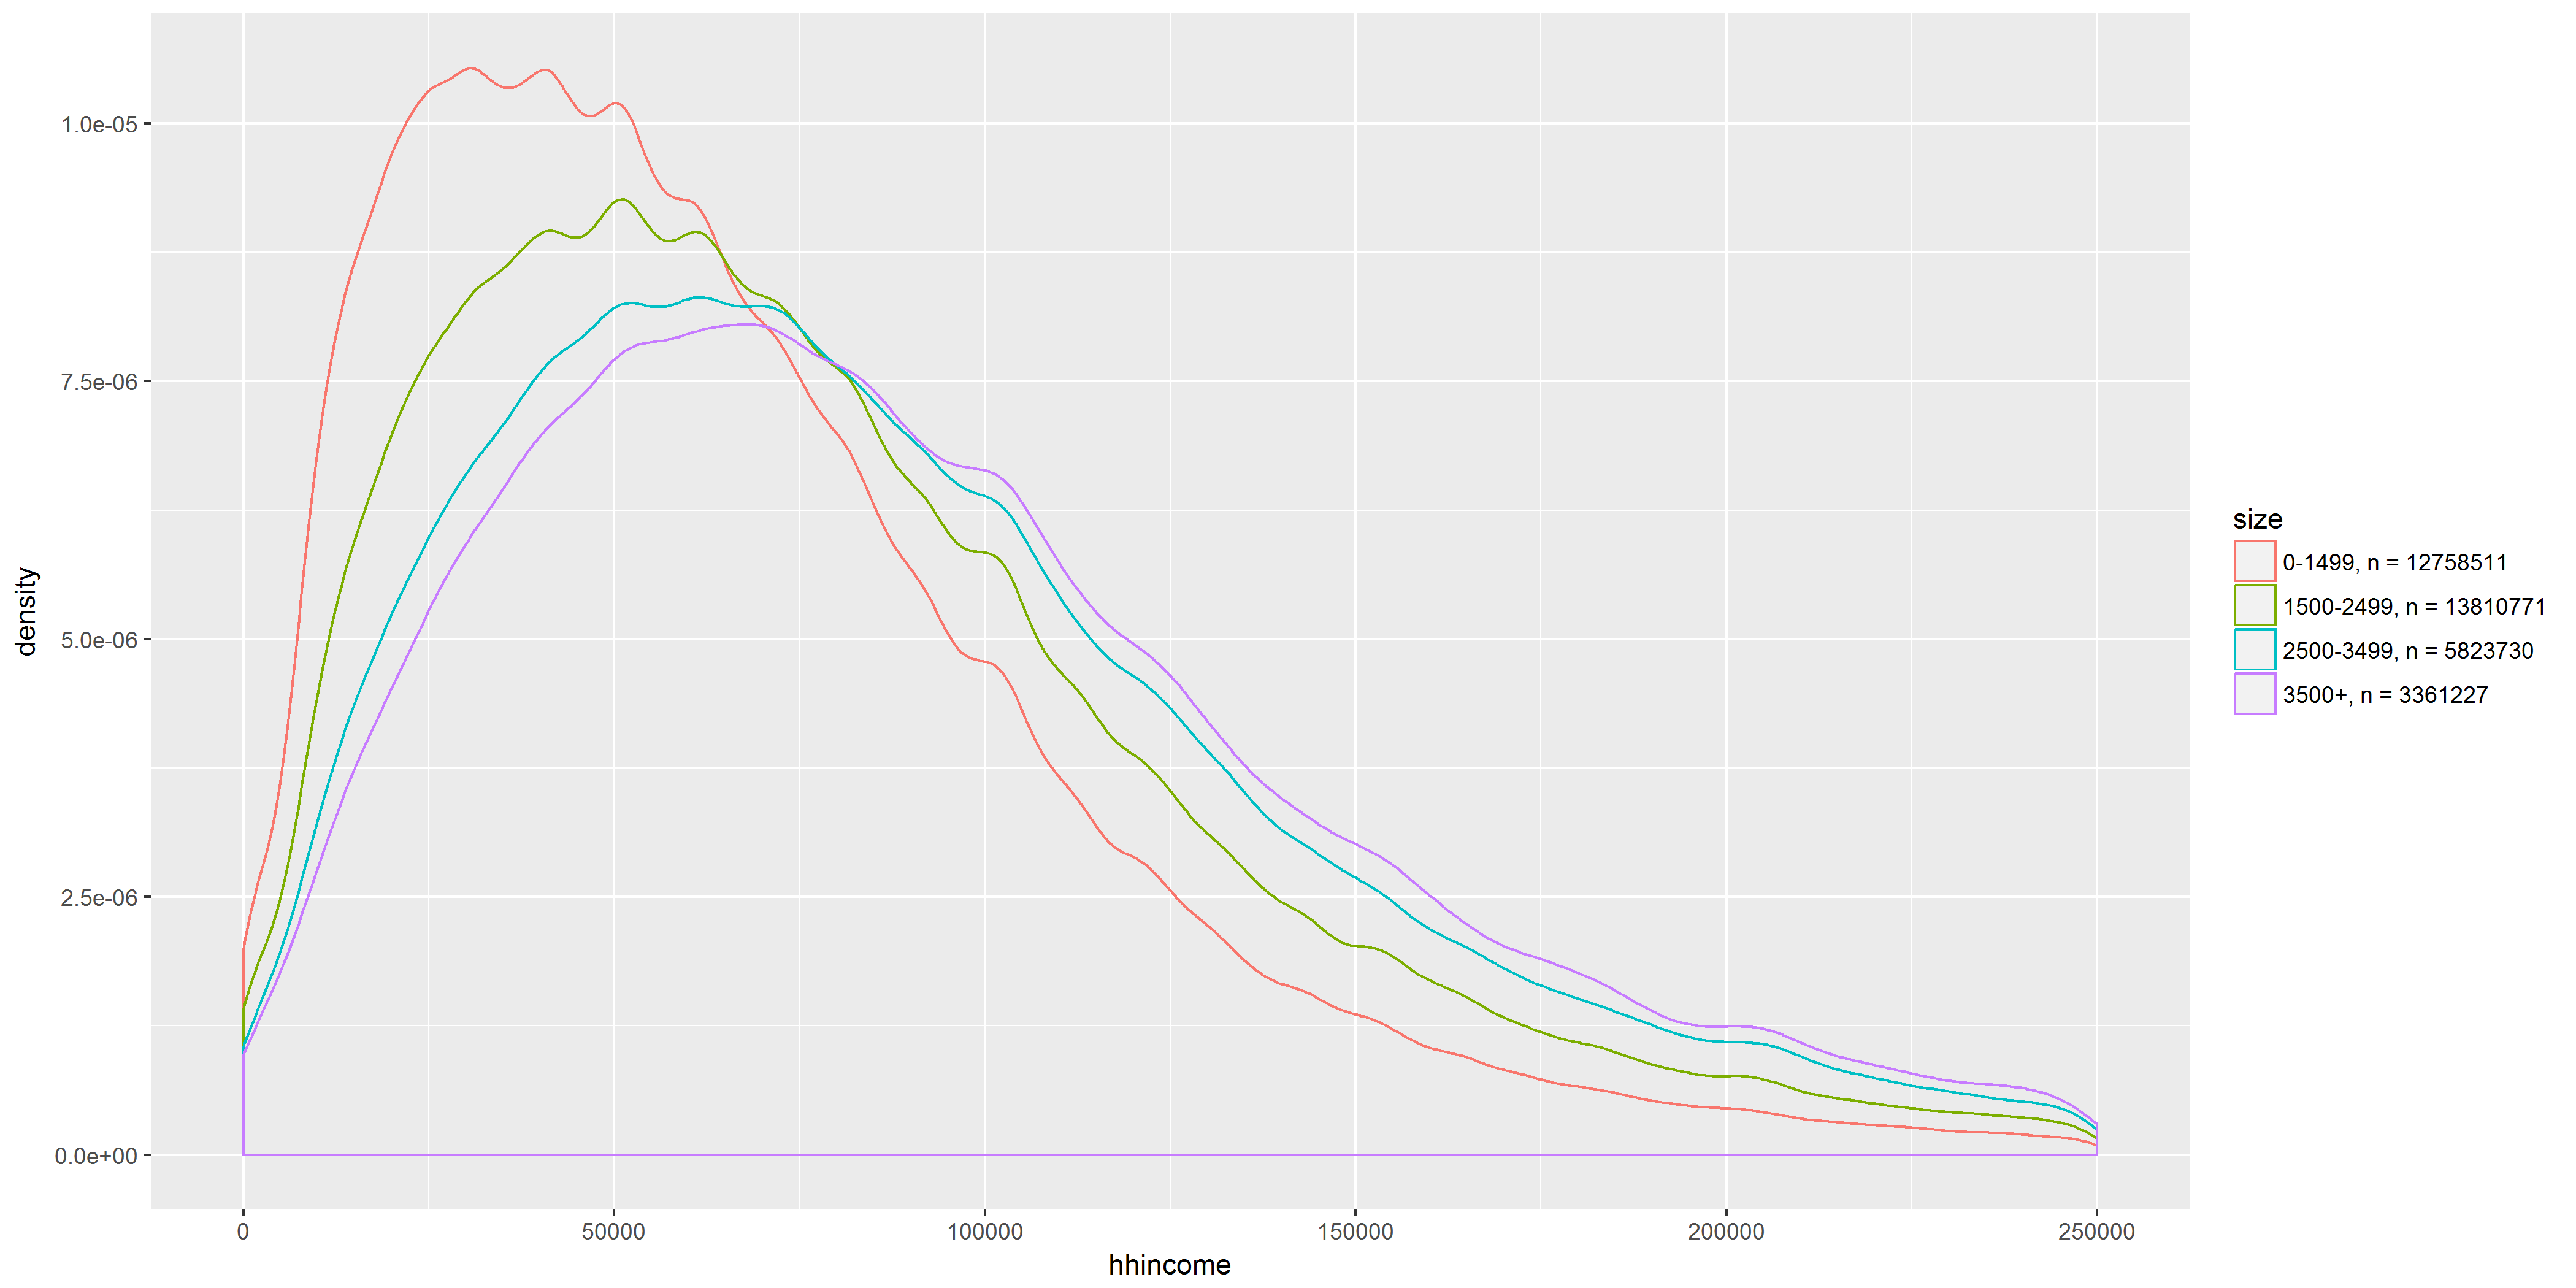 density
1.0e-05
7.5e-06
5.0e-06
2.5e-06
0.0e+00
0
50000
100000
150000
200000
250000
hhincome
size
0-1499, n = 12758511
1500-2499, n = 13810771
2500-3499, n = 5823730
3500+, n = 3361227